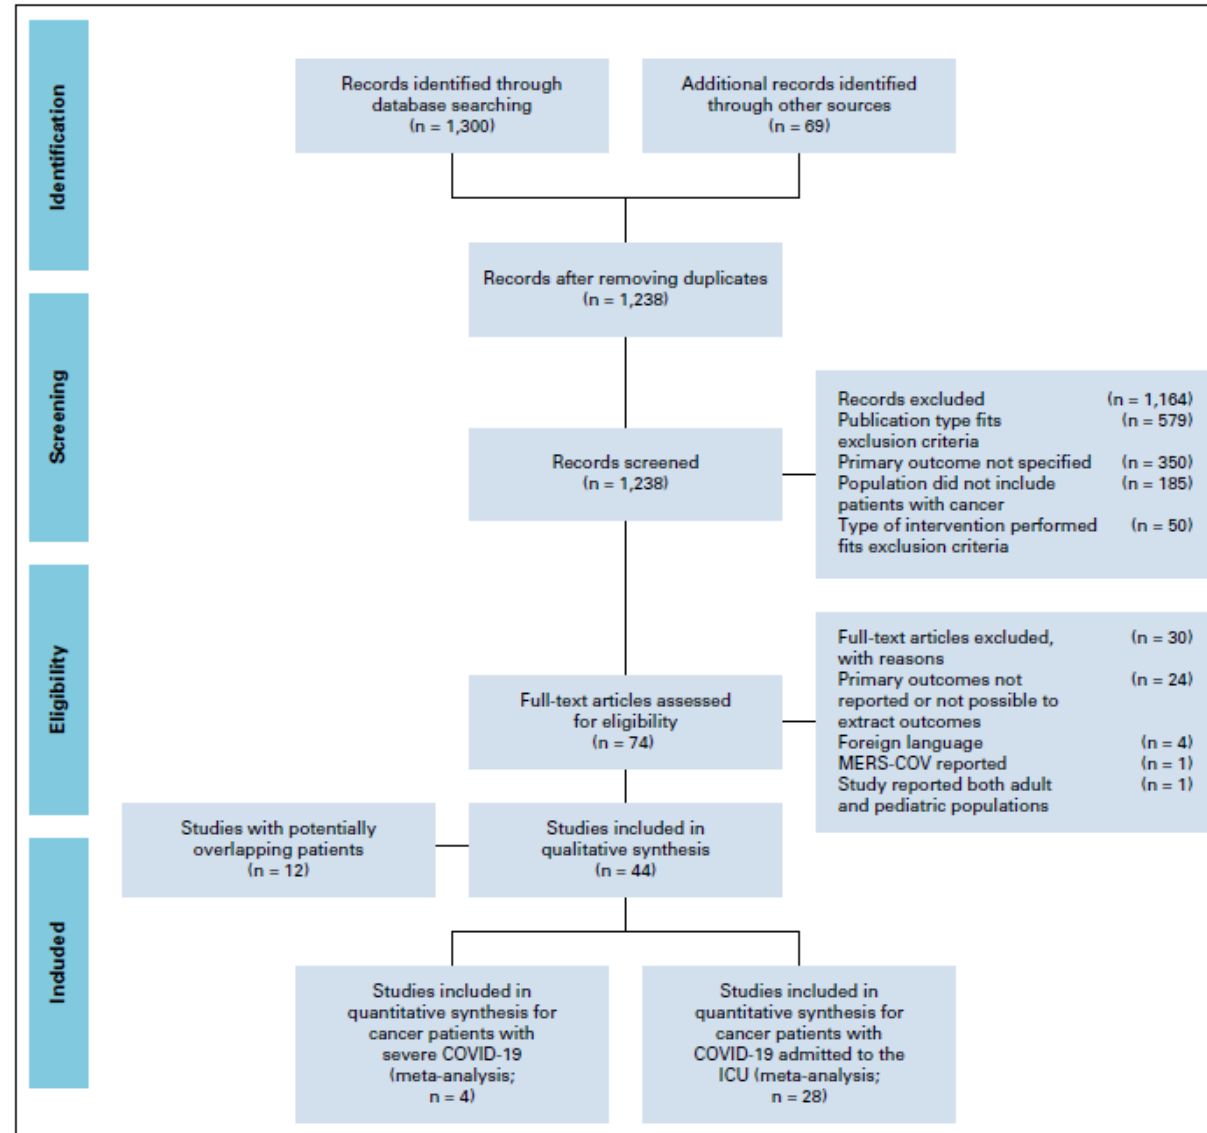 Identification
Records identified through
database searching
(n = 1,300)
Additional records identified
through other sources
(n = 69)
Records after removing duplicates
(n = 1,238)
Screening
Records screened
(n = 1,238)
Records excluded (n = 1,164)
Publication type fits (n = 579)
exclusion criteria
Primary outcome not specified (n = 350)
Population did not include (n = 185)
patients with cancer
Type of intervention performed (n = 50)
fits exclusion criteria
Eligibility
Full-text articles assessed
for eligibility
(n = 74)
Full-text articles excluded, (n = 30)
with reasons
Primary outcomes not (n = 24)
reported or not possible to
extract outcomes
Foreign language (n = 4)
MERS-COV reported (n = 1)
Study reported both adult (n = 1)
and pediatric populations
Studies with potentially
overlapping patients
(n = 12)
Studies included in
qualitative synthesis
(n = 44)
Included
Studies included in
quantitative synthesis for
cancer patients with
severe COVID-19
(meta-analysis;
n = 4)
Studies included in
quantitative synthesis for
cancer patients with
COVID-19 admitted to the
ICU (meta-analysis;
n = 28)